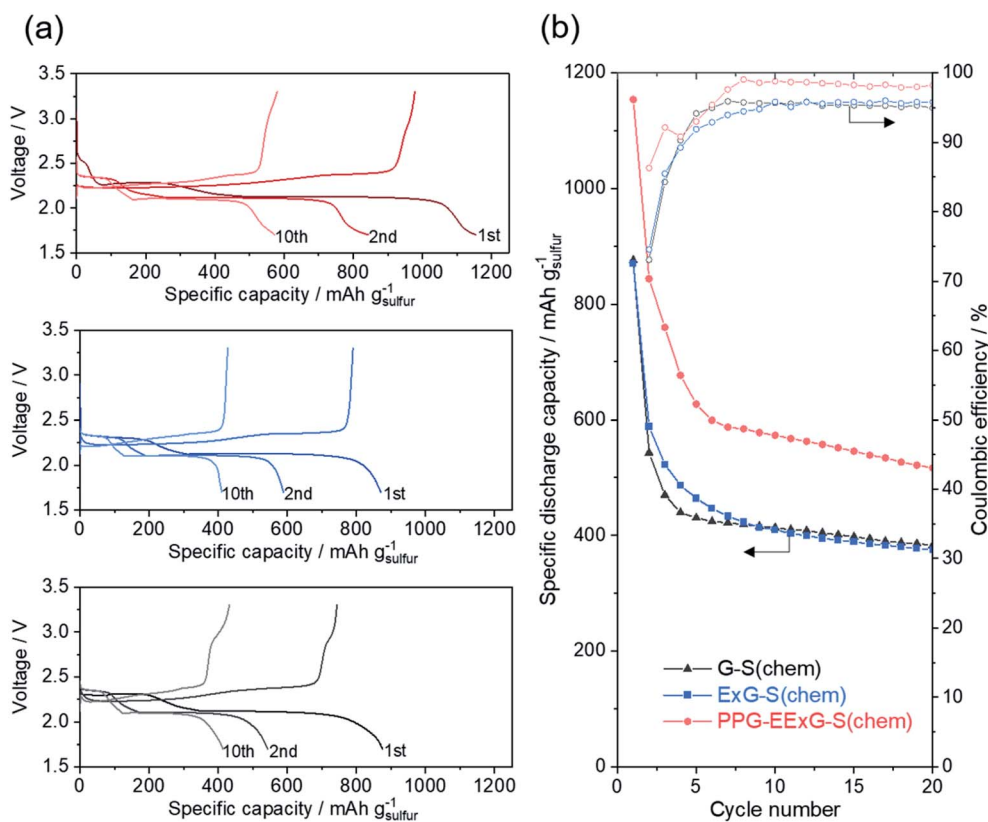 (a)
3.5
3.0
2.5
2.0
1.5
Voltage / V
10th
2nd
1st
0
200
400
600
800
1000
1200
Specific capacity / mAh g⁻¹sulfur
3.5
3.0
2.5
2.0
1.5
Voltage / V
10th
2nd
1st
0
200
400
600
800
1000
1200
Specific capacity / mAh g⁻¹sulfur
3.5
3.0
2.5
2.0
1.5
Voltage / V
10th
2nd
1st
0
200
400
600
800
1000
1200
Specific capacity / mAh g⁻¹sulfur
(b)
1200
1000
800
600
400
200
0
Specific discharge capacity / mAh g⁻¹sulfur
100
90
80
70
60
50
40
30
20
10
0
Coulombic efficiency / %
G-S(chem)
ExG-S(chem)
PPG-EExG-S(chem)
0
5
10
15
20
Cycle number